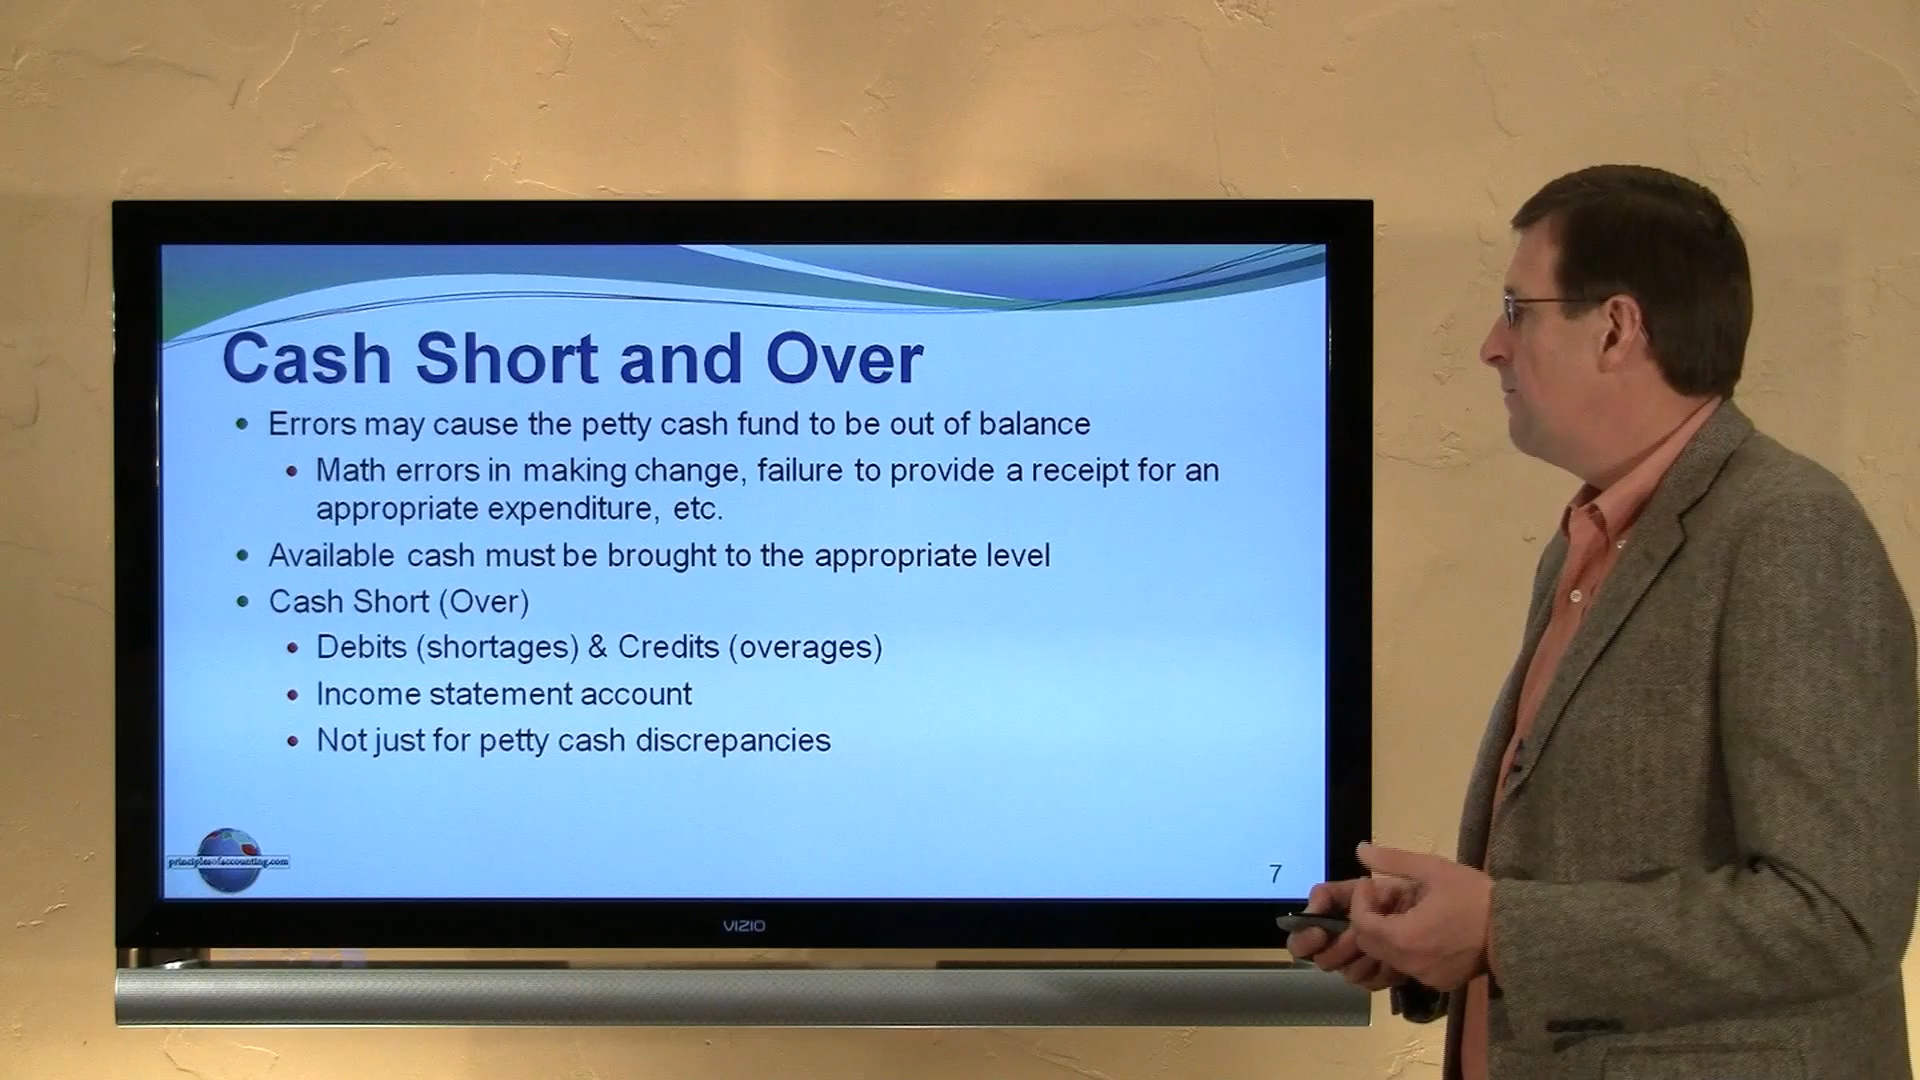 Cash Short and Over
• Errors may cause the petty cash fund to be out of balance
• Math errors in making change, failure to provide a receipt for an
appropriate expenditure, etc.
• Available cash must be brought to the appropriate level
• Cash Short (Over)
• Debits (shortages) & Credits (overages)
• Income statement account
• Not just for petty cash discrepancies
principlesofaccounting.com
7
VIZIO